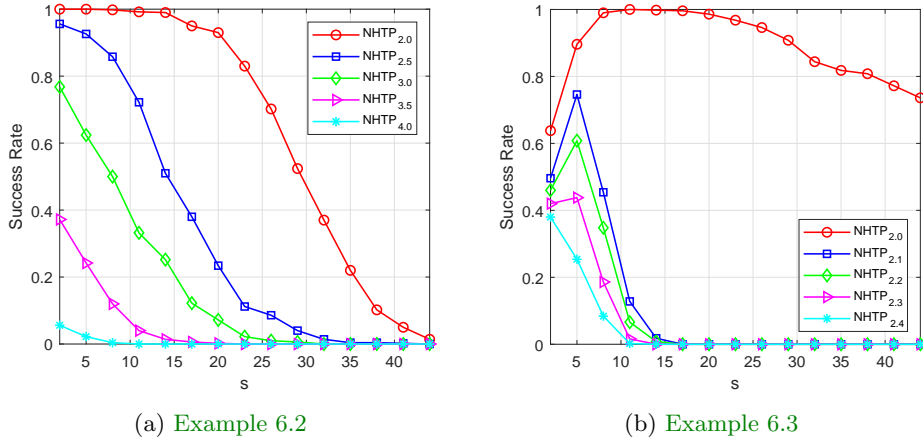 1
0.8
0.6
0.4
0.2
0
Success Rate
5 10 15 20 25 30 35 40
s
NHTP2.0
NHTP2.5
NHTP3.0
NHTP3.5
NHTP4.0
(a) Example 6.2
1
0.8
0.6
0.4
0.2
0
Success Rate
5 10 15 20 25 30 35 40
s
NHTP2.0
NHTP2.1
NHTP2.2
NHTP2.3
NHTP2.4
(b) Example 6.3